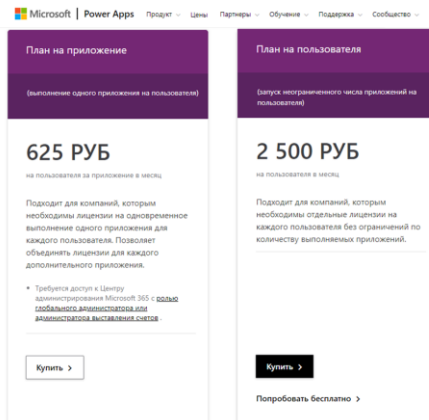 Microsoft Power Apps Продукт Цены Партнеры Обучение Поддержка Сообщество
План на приложение
(выполнение одного приложения на пользователя)
625 РУБ
на пользователя за приложение в месяц
Подходит для компаний, которым
необходимы лицензии на одновременное
выполнение одного приложения для
каждого пользователя. Позволяет
объединять лицензии для каждого
дополнительного приложения.
Требуется доступ к Центру
администрирования Microsoft 365 с ролью
глобального администратора или
администратора выставления счетов.
Купить
План на пользователя
(запуск неограниченного числа приложений на
пользователя)
2 500 РУБ
на пользователя в месяц
Подходит для компаний, которым
необходимы отдельные лицензии на
каждого пользователя без ограничений по
количеству выполняемых приложений.
Купить
Попробовать бесплатно